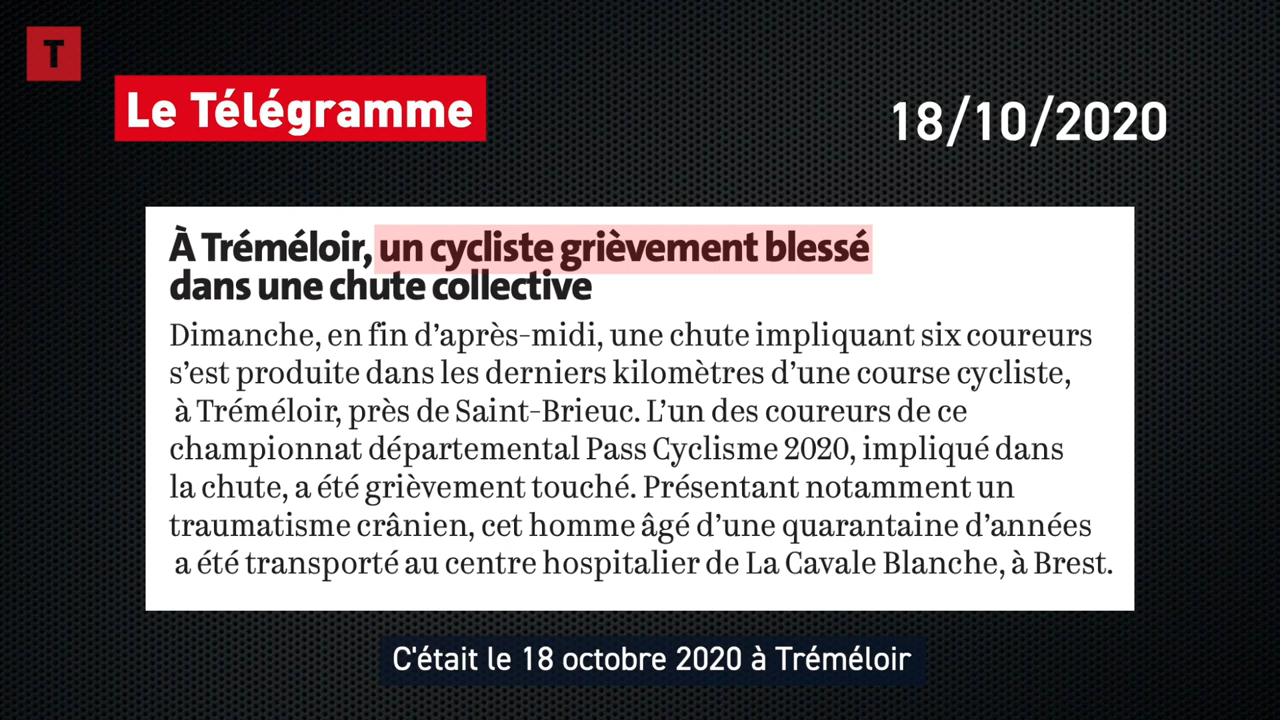 T
Le Télégramme
18/10/2020
À Tréméloir, un cycliste grièvement blessé
dans une chute collective
Dimanche, en fin d'après-midi, une chute impliquant six coureurs
s'est produite dans les derniers kilomètres d'une course cycliste,
à Tréméloir, près de Saint-Brieuc. L'un des coureurs de ce
championnat départemental Pass Cyclisme 2020, impliqué dans
la chute, a été grièvement touché. Présentant notamment un
traumatisme crânien, cet homme âgé d'une quarantaine d'années
a été transporté au centre hospitalier de La Cavale Blanche, à Brest.
C'était le 18 octobre 2020 à Tréméloir